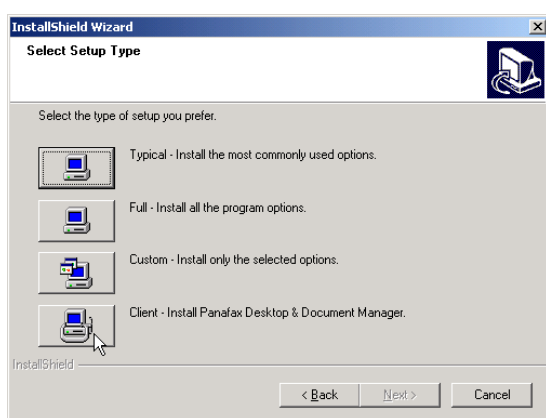 InstallShield Wizard
Select Setup Type
Select the type of setup you prefer.
Typical - Install the most commonly used options.
Full - Install all the program options.
Custom - Install only the selected options.
Client - Install Panafax Desktop & Document Manager.
InstallShield
< Back Next > Cancel